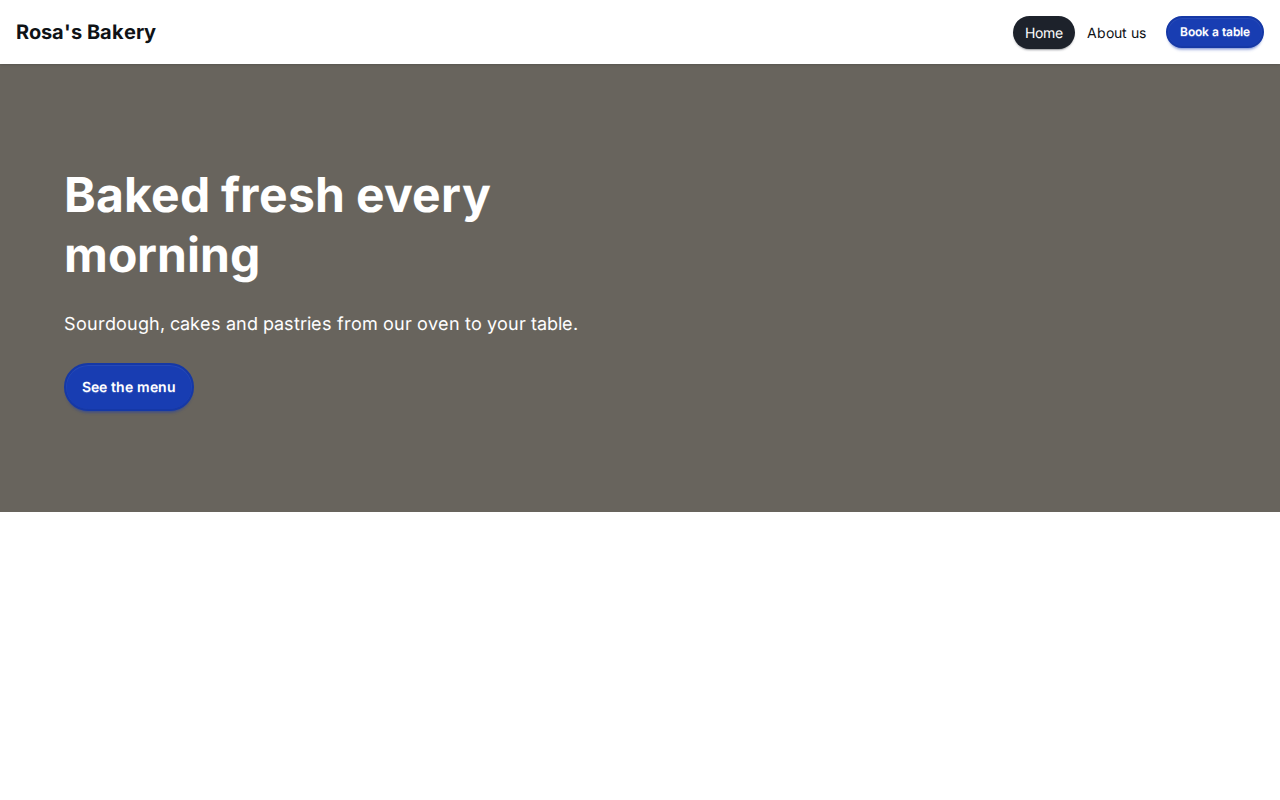 Rosa's Bakery
Home
About us
Book a table
Baked fresh every
morning
Sourdough, cakes and pastries from our oven to your table.
See the menu